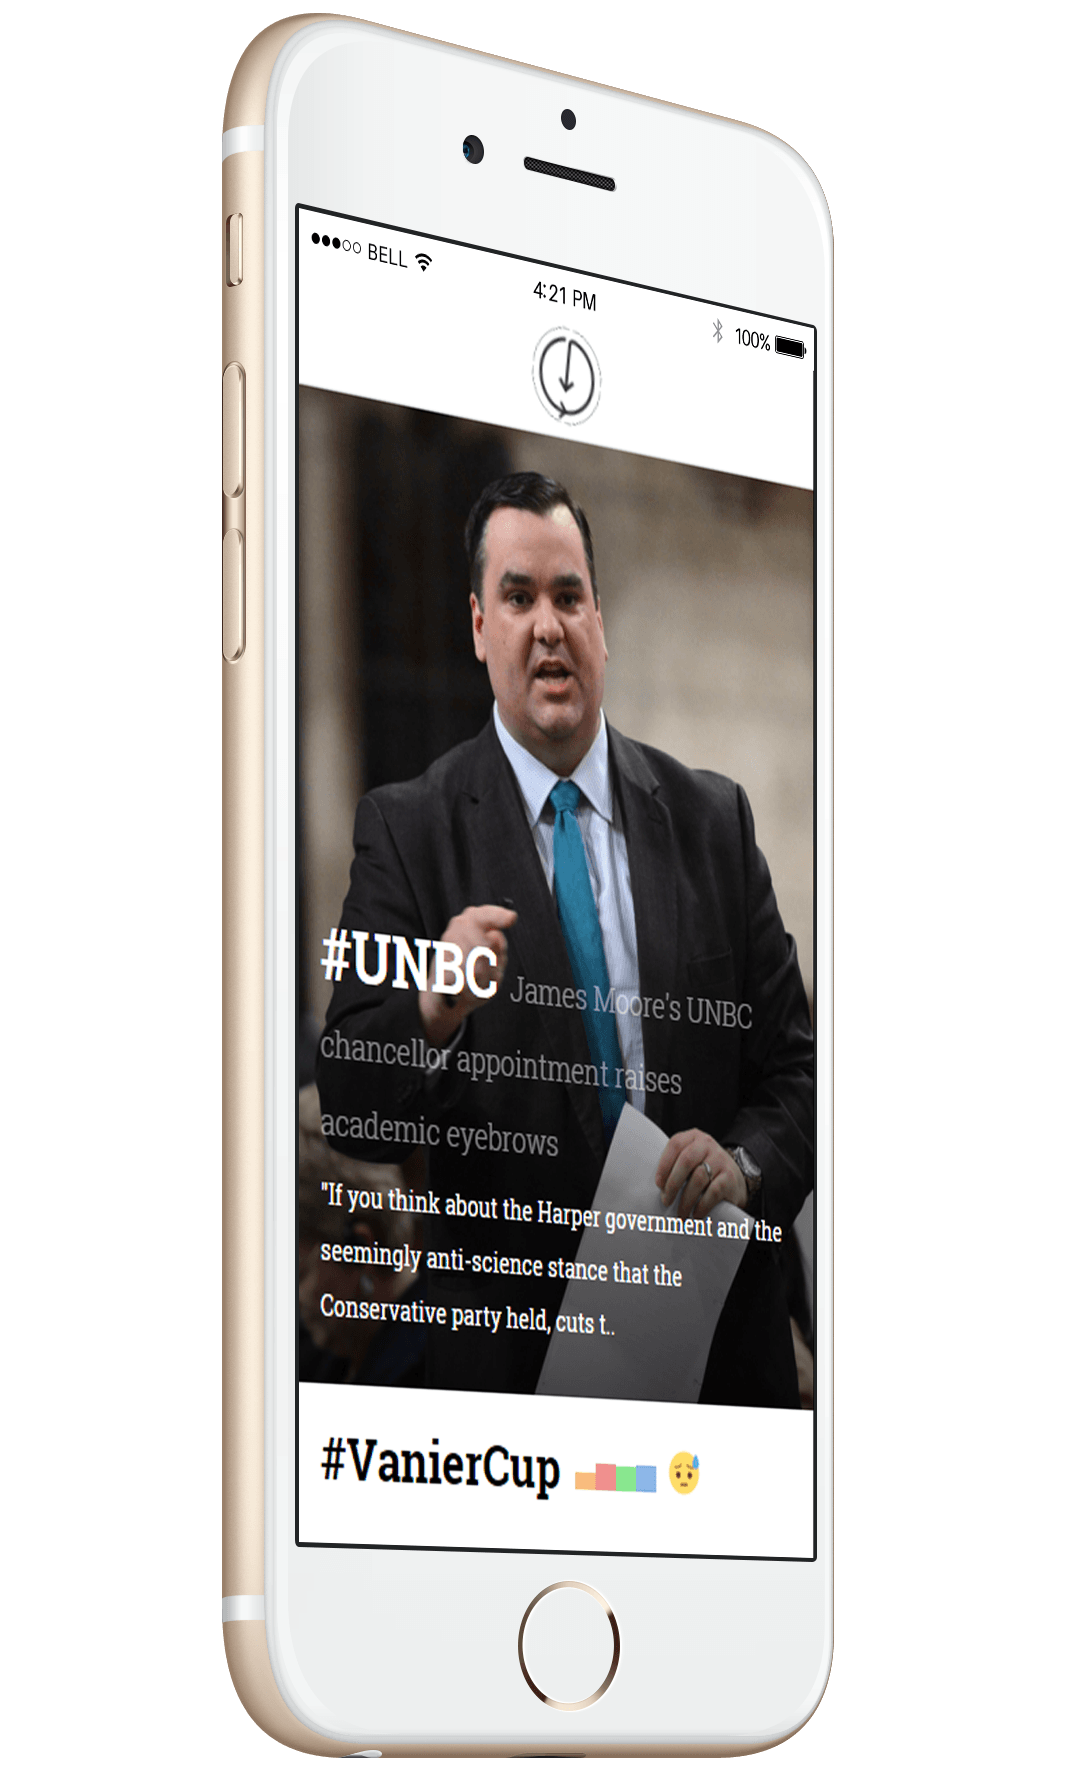 BELL
4:21 PM
100%
#UNBC James Moore's UNBC
chancellor appointment raises
academic eyebrows
"If you think about the Harper government and the
seemingly anti-science stance that the
Conservative party held, cuts t..
#VanierCup